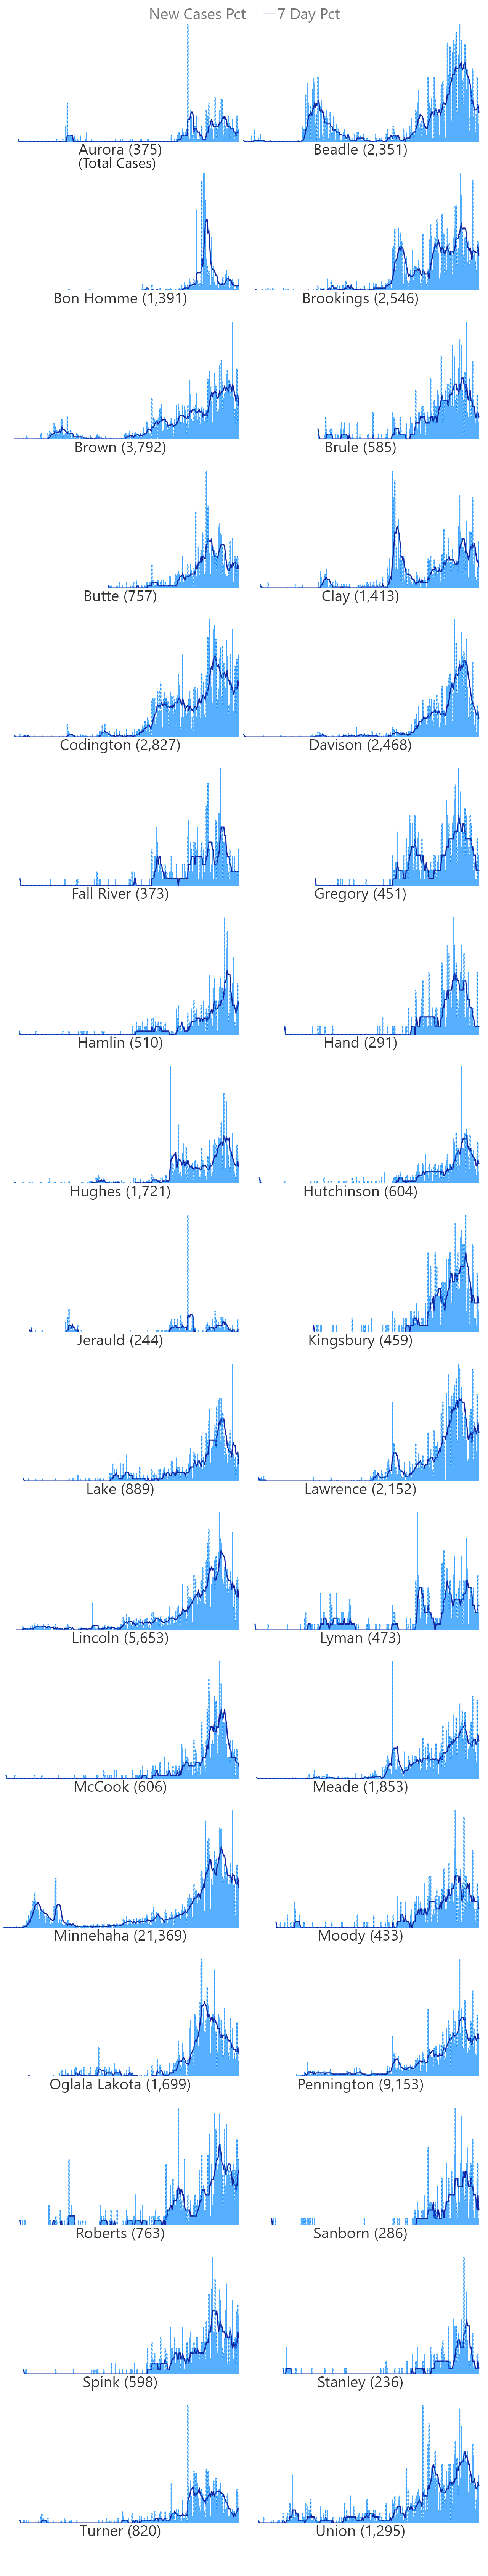 New Cases Pct 7 Day Pct
Aurora (375) Beadle (2,351)
(Total Cases)
Bon Homme (1,391) Brookings (2,546)
Brown (3,792) Brule (585)
Butte (757) Clay (1,413)
Codington (2,827) Davison (2,468)
Fall River (373) Gregory (451)
Hamlin (510) Hand (291)
Hughes (1,721) Hutchinson (604)
Jerauld (244) Kingsbury (459)
Lake (889) Lawrence (2,152)
Lincoln (5,653) Lyman (473)
McCook (606) Meade (1,853)
Minnehaha (21,369) Moody (433)
Oglala Lakota (1,699) Pennington (9,153)
Roberts (763) Sanborn (286)
Spink (598) Stanley (236)
Turner (820) Union (1,295)